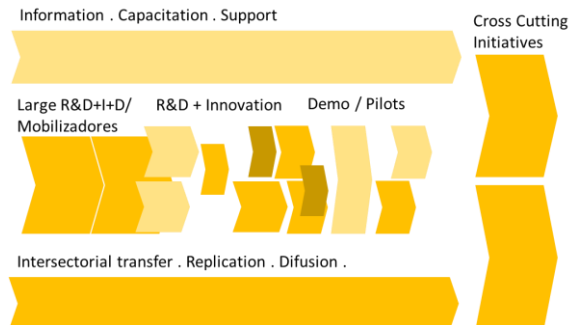 Information . Capacitation . Support
Cross Cutting
Initiatives
Large R&D+I+D/
Mobilizadores
R&D + Innovation
Demo / Pilots
Intersectorial transfer . Replication . Difusion .